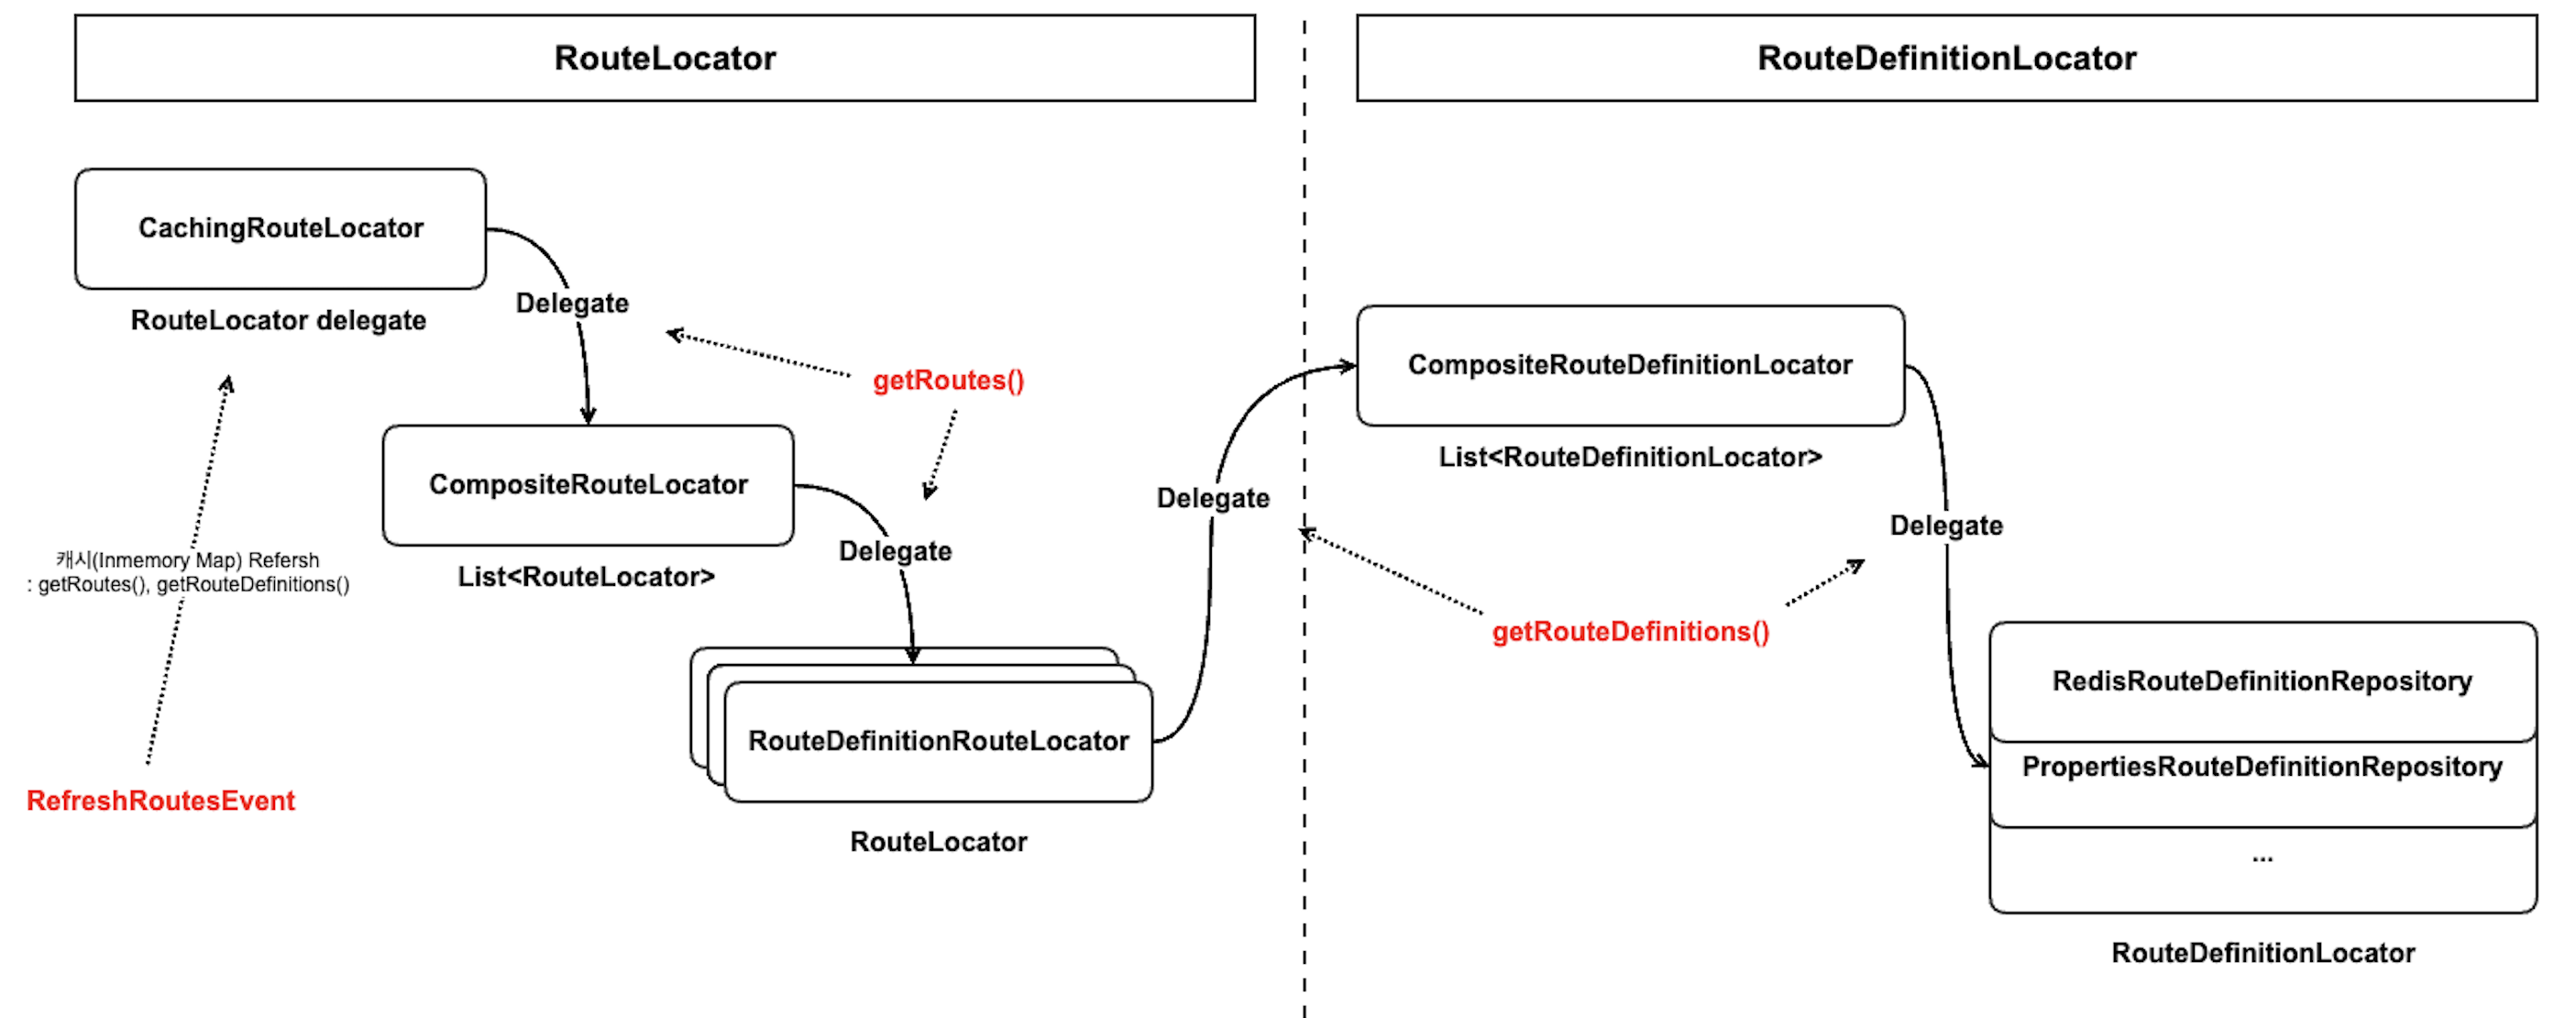 RouteLocator
RouteDefinitionLocator
CachingRouteLocator
RouteLocator delegate
Delegate
getRoutes()
CompositeRouteLocator
List<RouteLocator>
Delegate
캐시(Inmemory Map) Refersh
: getRoutes(), getRouteDefinitions()
RefreshRoutesEvent
RouteDefinitionRouteLocator
RouteLocator
Delegate
CompositeRouteDefinitionLocator
List<RouteDefinitionLocator>
Delegate
getRouteDefinitions()
RedisRouteDefinitionRepository
PropertiesRouteDefinitionRepository
...
RouteDefinitionLocator